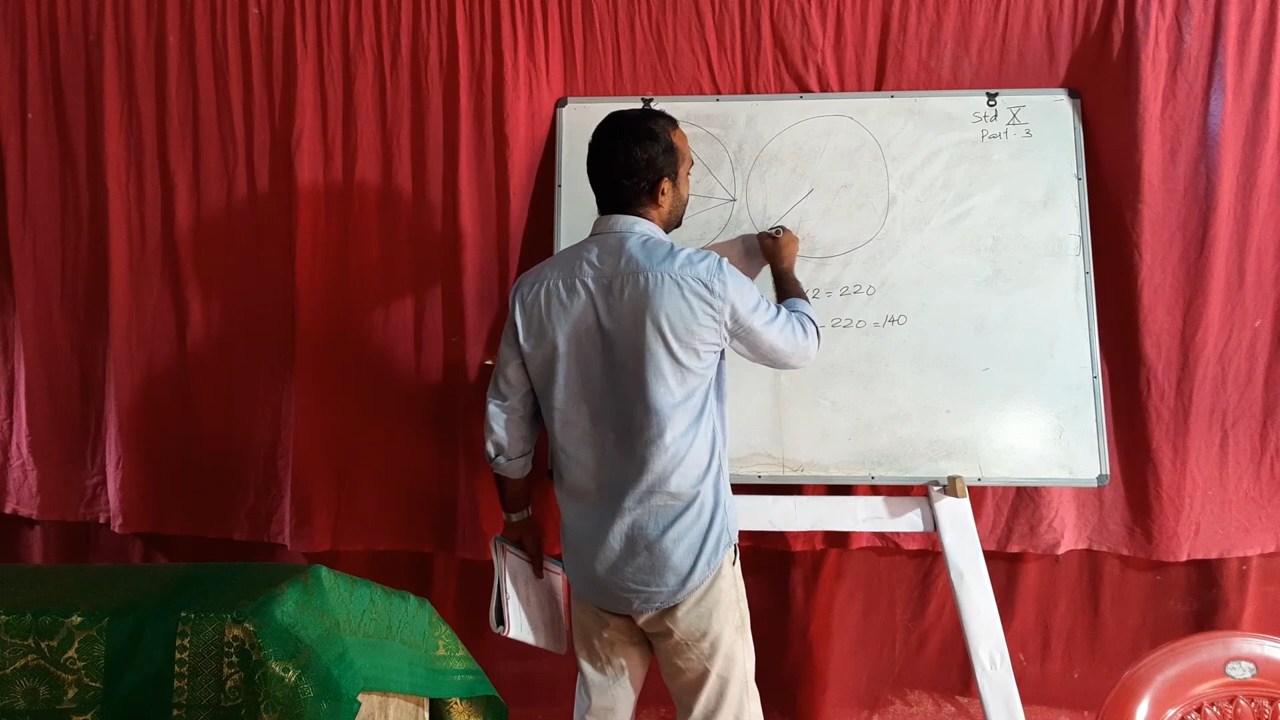 Std X
Part - 3
2 = 220
- 220 = 140